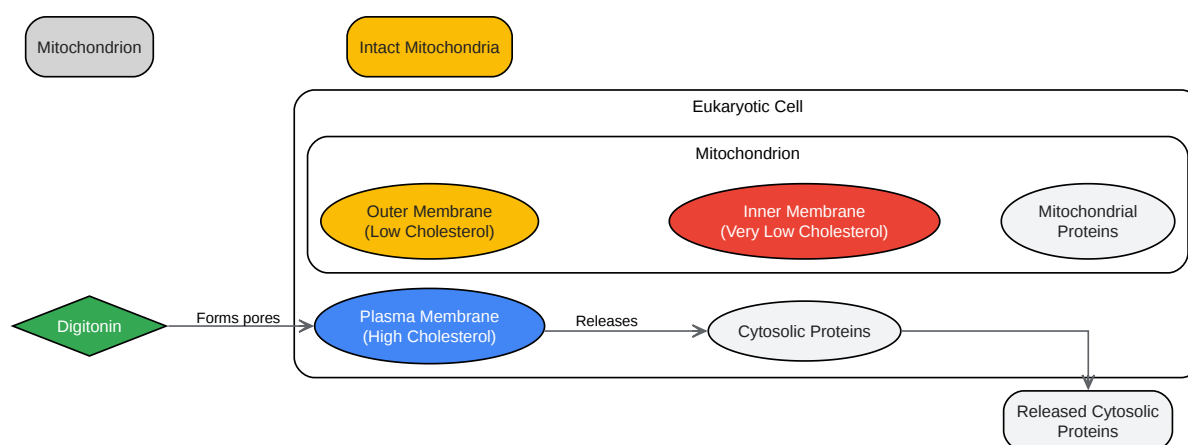 Mitochondrion
Intact Mitochondria
Eukaryotic Cell
Mitochondrion
Outer Membrane
(Low Cholesterol)
Inner Membrane
(Very Low Cholesterol)
Mitochondrial
Proteins
Digitonin
Forms pores
Plasma Membrane
(High Cholesterol)
Releases
Cytosolic Proteins
Released Cytosolic
Proteins